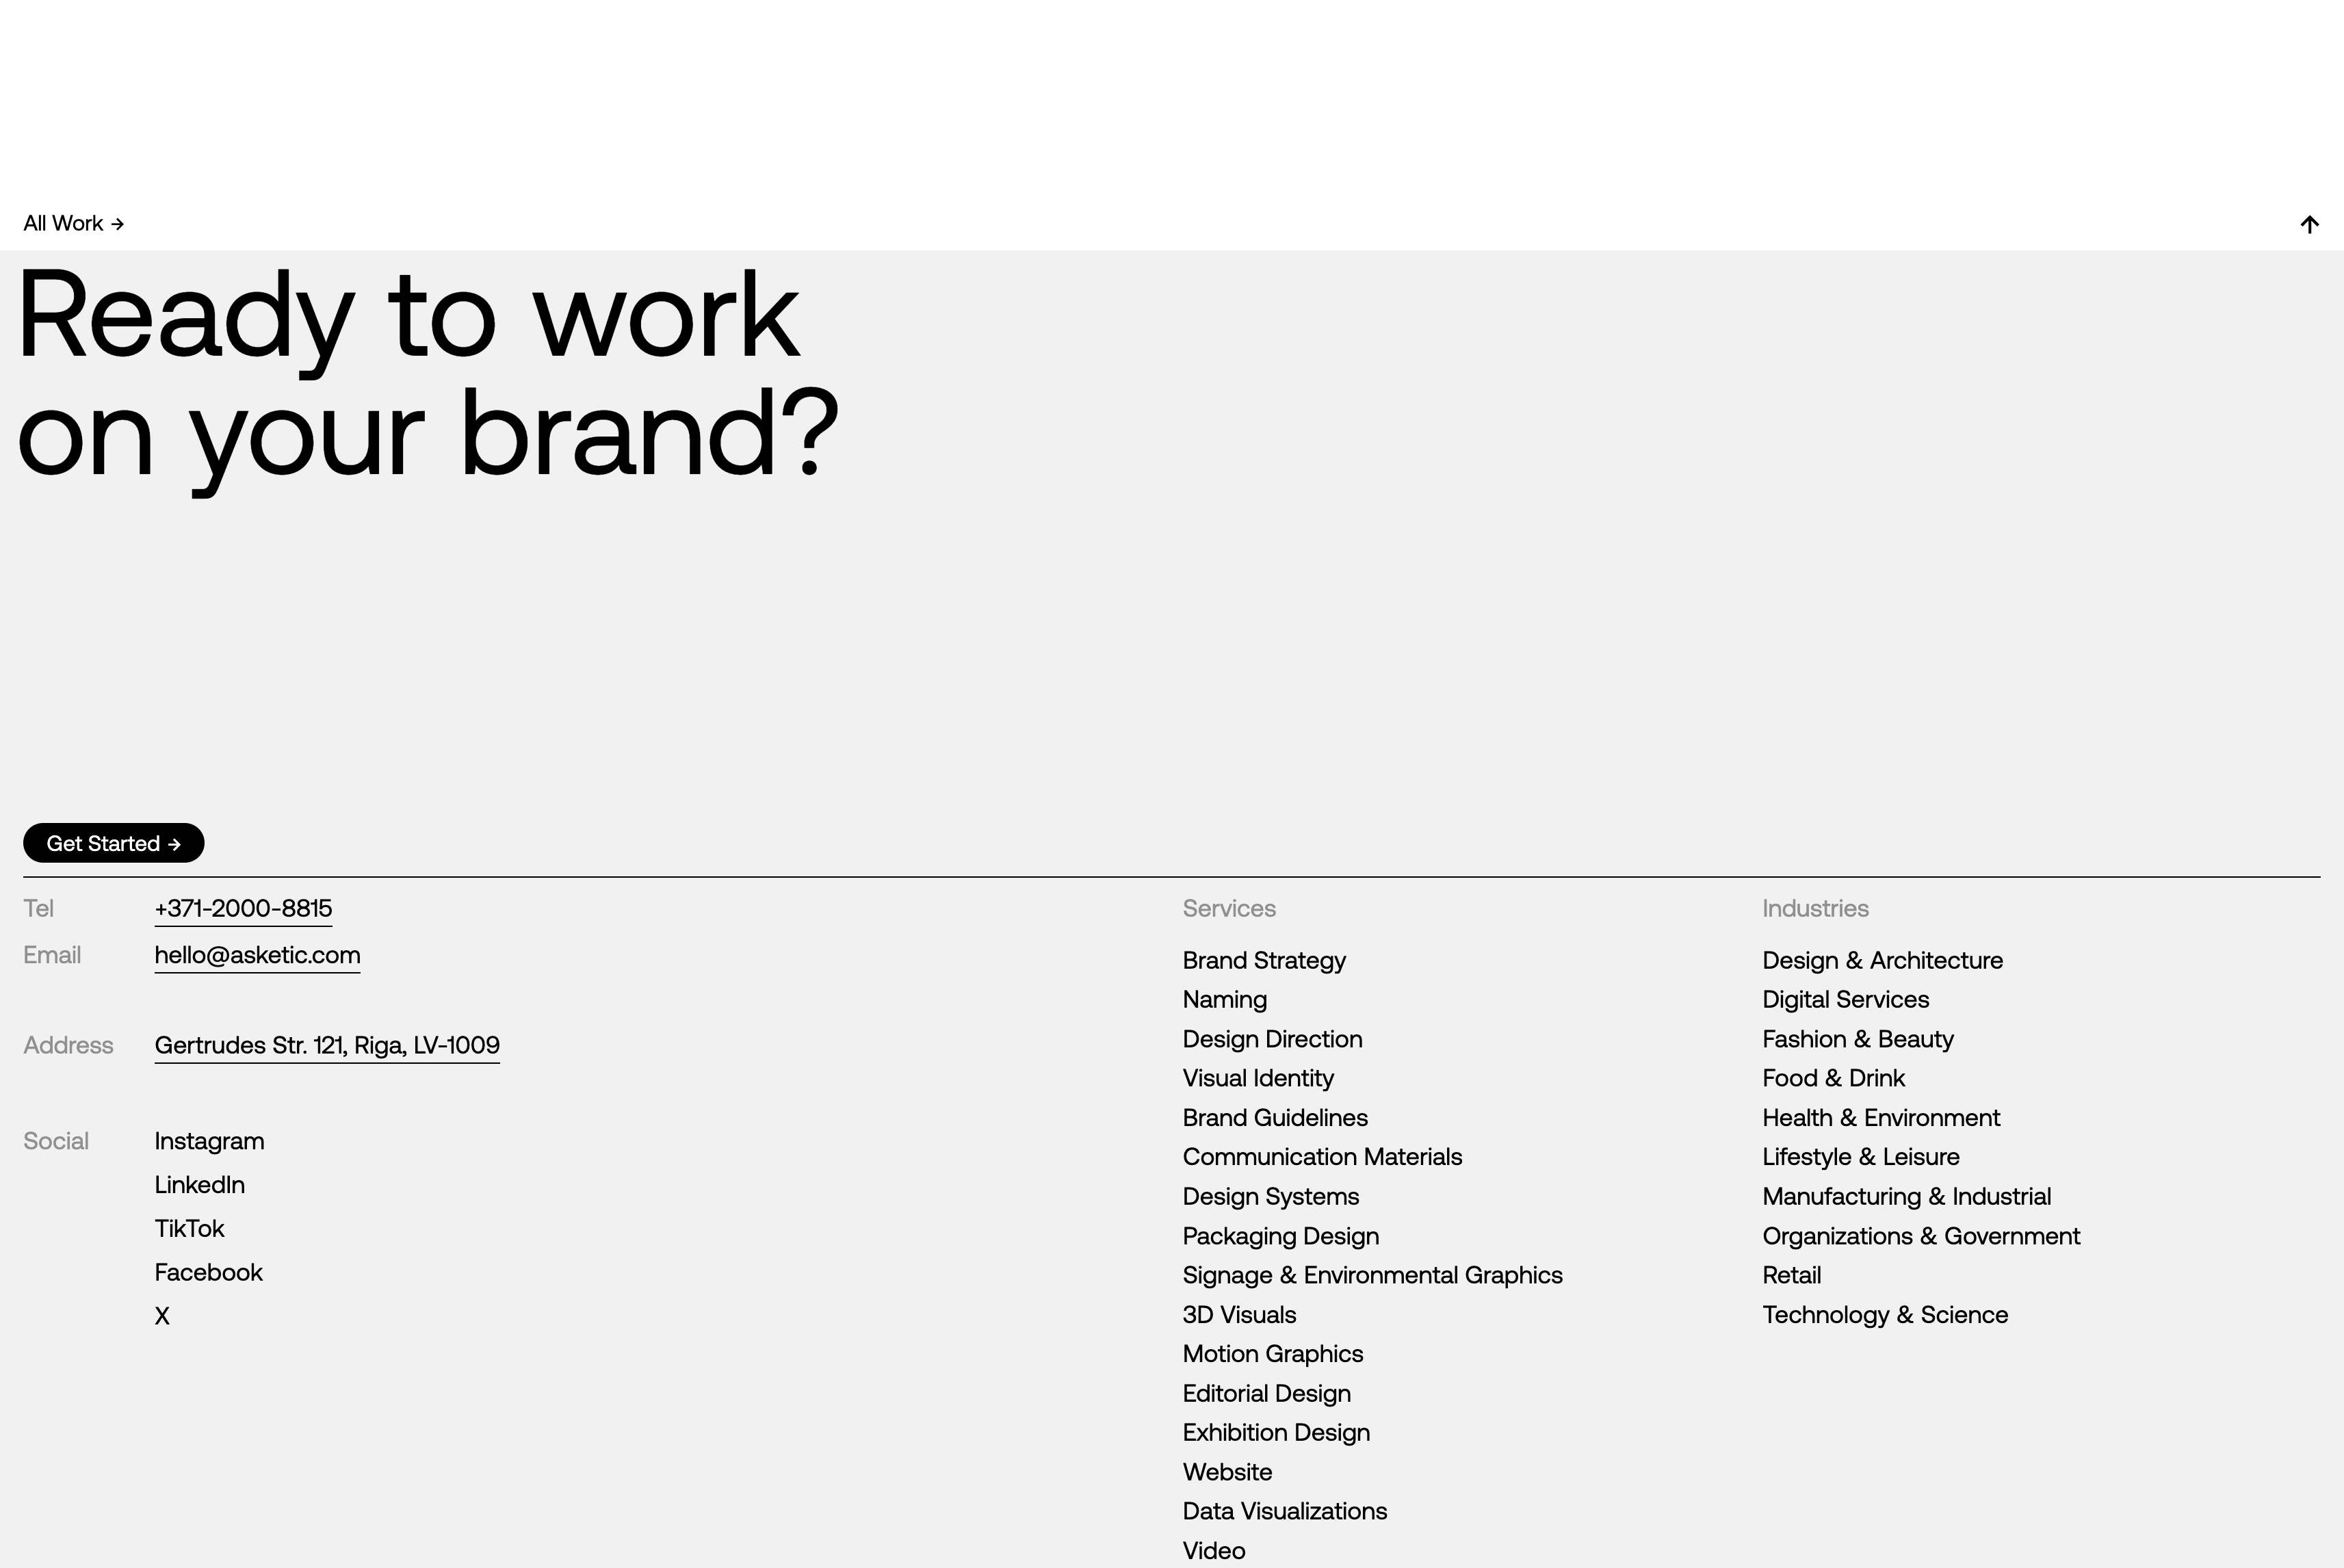 All Work →
↑
Ready to work
on your brand?
Get Started →
Tel +371-2000-8815
Email hello@asketic.com
Address Gertrudes Str. 121, Riga, LV-1009
Social Instagram
LinkedIn
TikTok
Facebook
X
Services
Brand Strategy
Naming
Design Direction
Visual Identity
Brand Guidelines
Communication Materials
Design Systems
Packaging Design
Signage & Environmental Graphics
3D Visuals
Motion Graphics
Editorial Design
Exhibition Design
Website
Data Visualizations
Video
Industries
Design & Architecture
Digital Services
Fashion & Beauty
Food & Drink
Health & Environment
Lifestyle & Leisure
Manufacturing & Industrial
Organizations & Government
Retail
Technology & Science